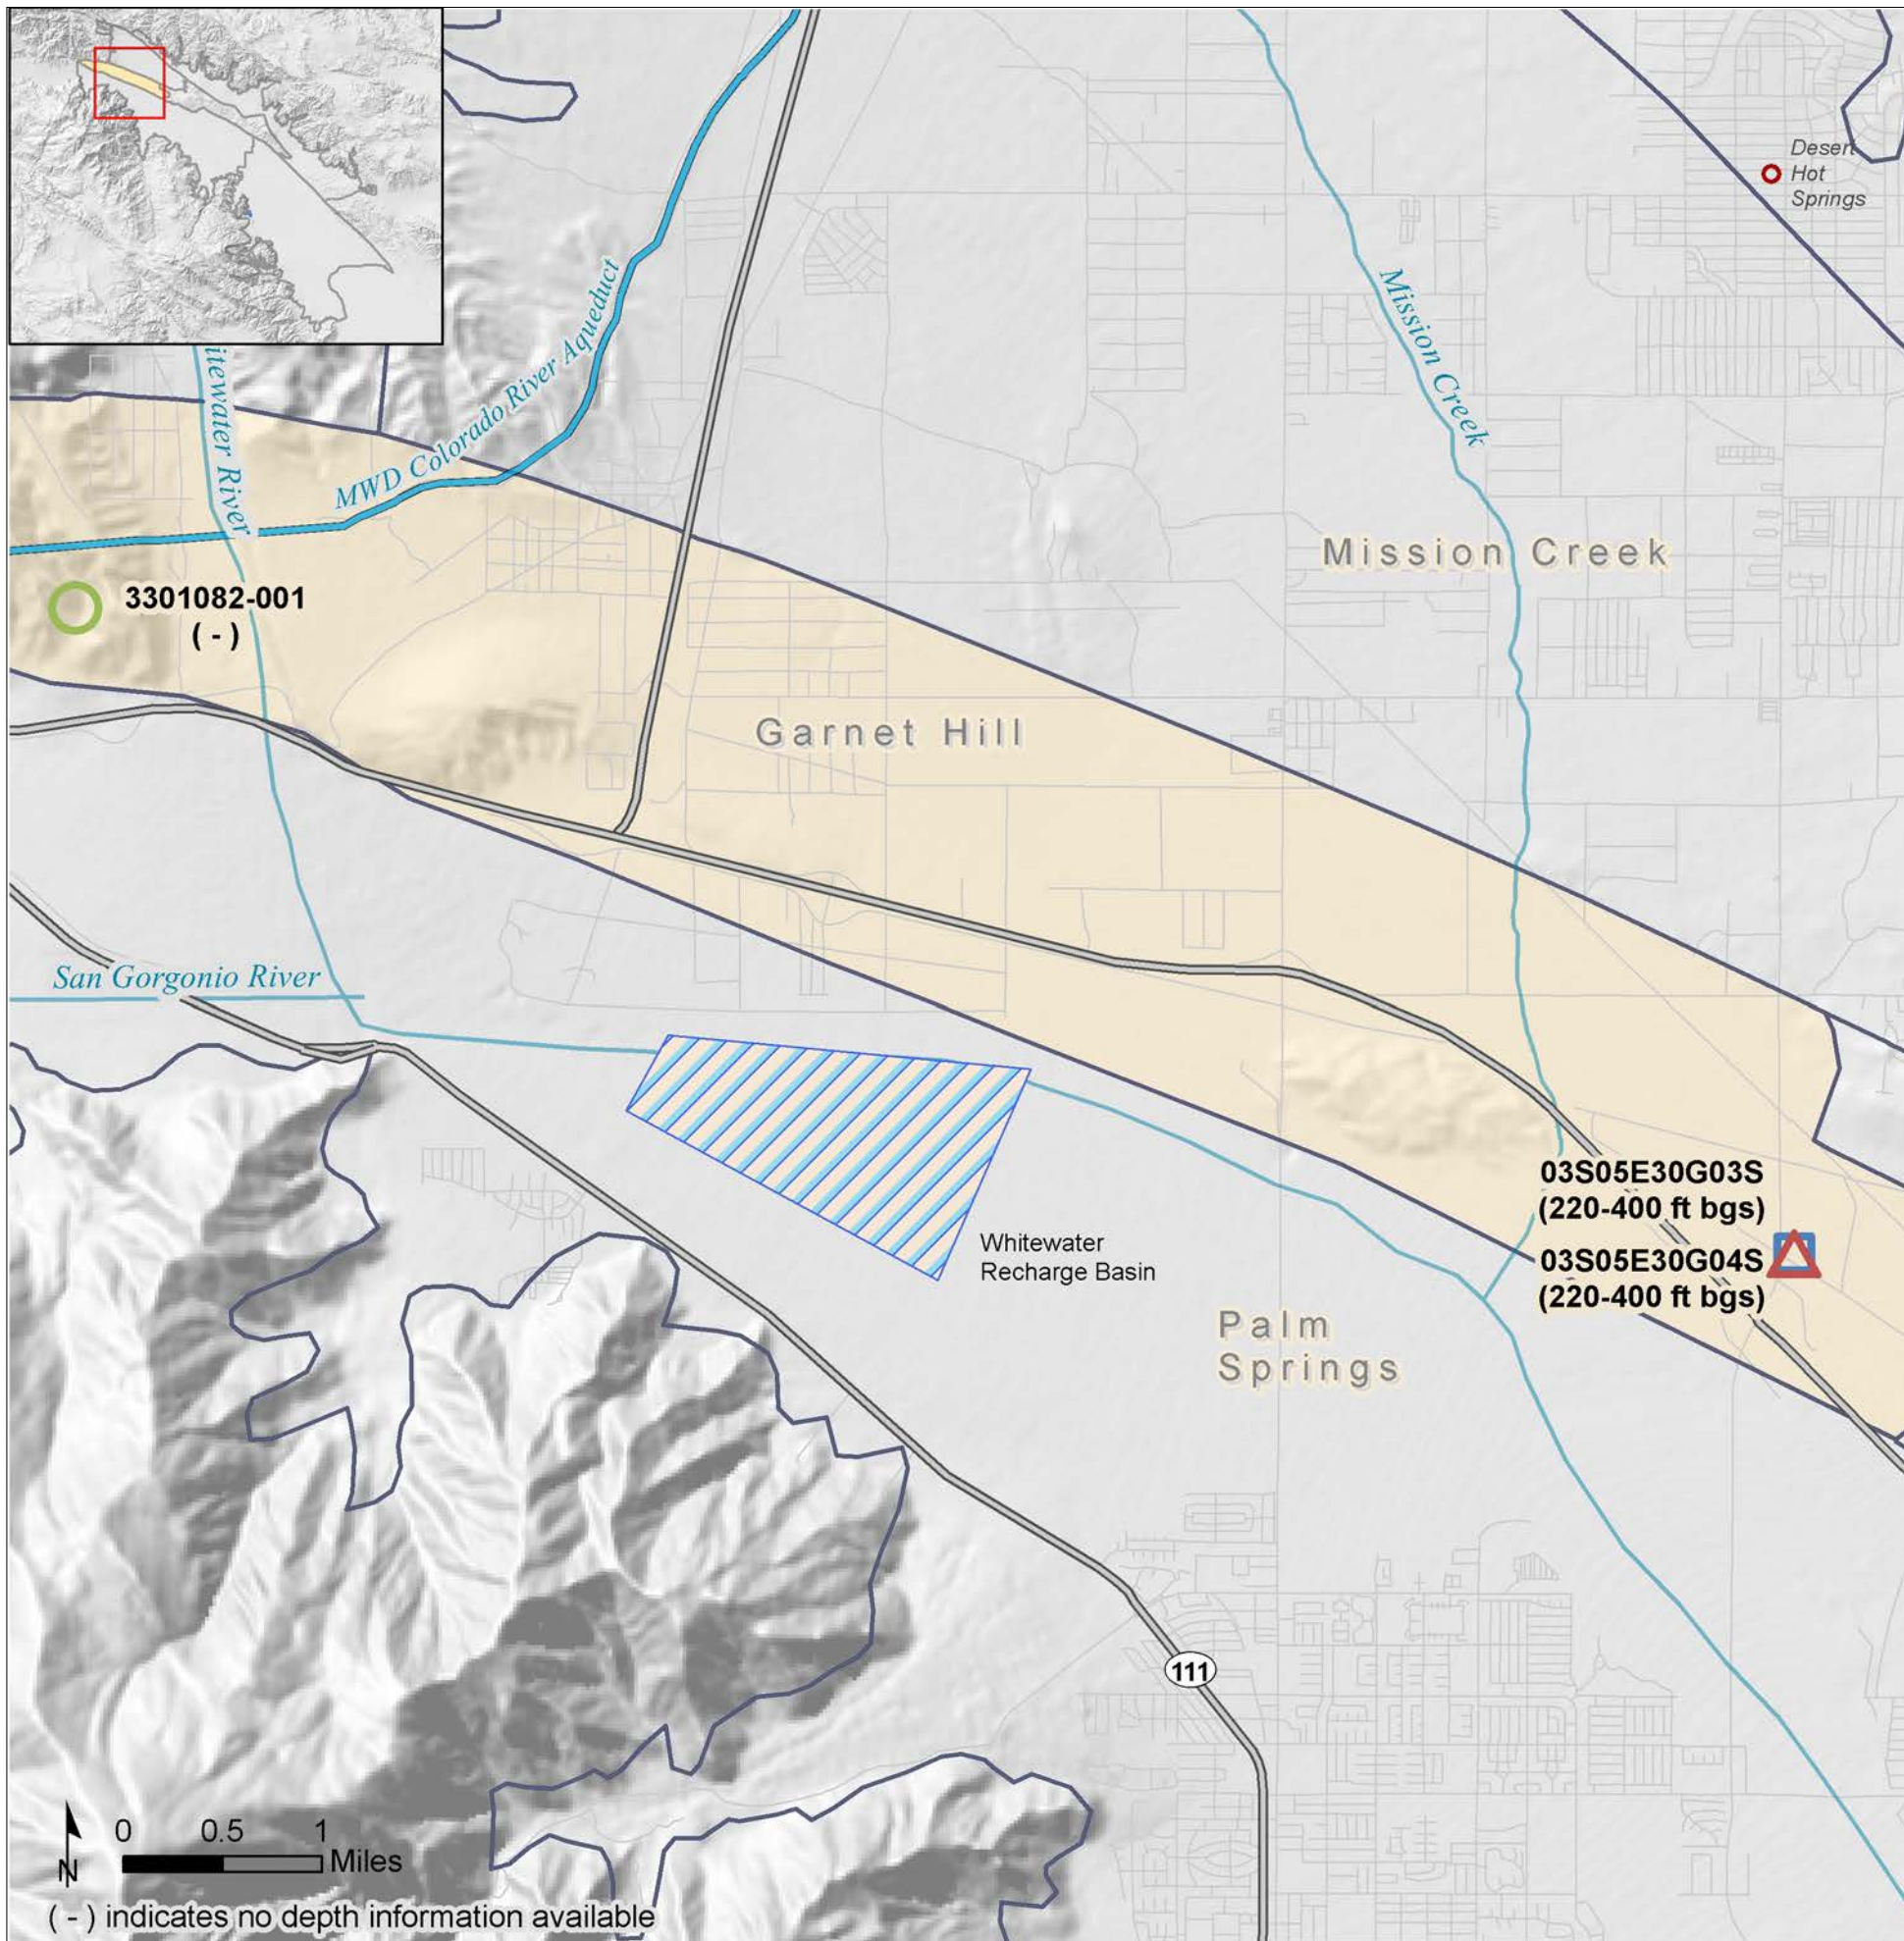 Desert
Hot
Springs
itewater River
MWD Colorado River Aqueduct
Mission Creek
Mission Creek
3301082-001
( - )
Garnet Hill
San Gorgonio River
03S05E30G03S
(220-400 ft bgs)
Whitewater
Recharge Basin
03S05E30G04S
(220-400 ft bgs)
Palm
Springs
111
0 0.5 1
Miles
N
( - ) indicates no depth information available